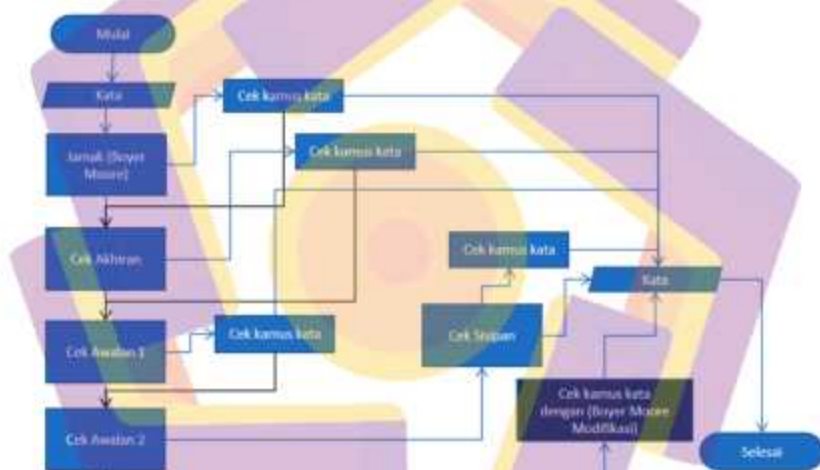 Mulai
Kata
Cek kamus kata
Jamak (Boyer
Moore)
Cek kamus kata
Cek Akhiran
Cek kamus kata
Kata
Cek Awalan 1
Cek kamus kata
Cek Sisipan
Cek kamus kata
dengan (Boyer Moore
Modifikasi)
Cek Awalan 2
Selesai